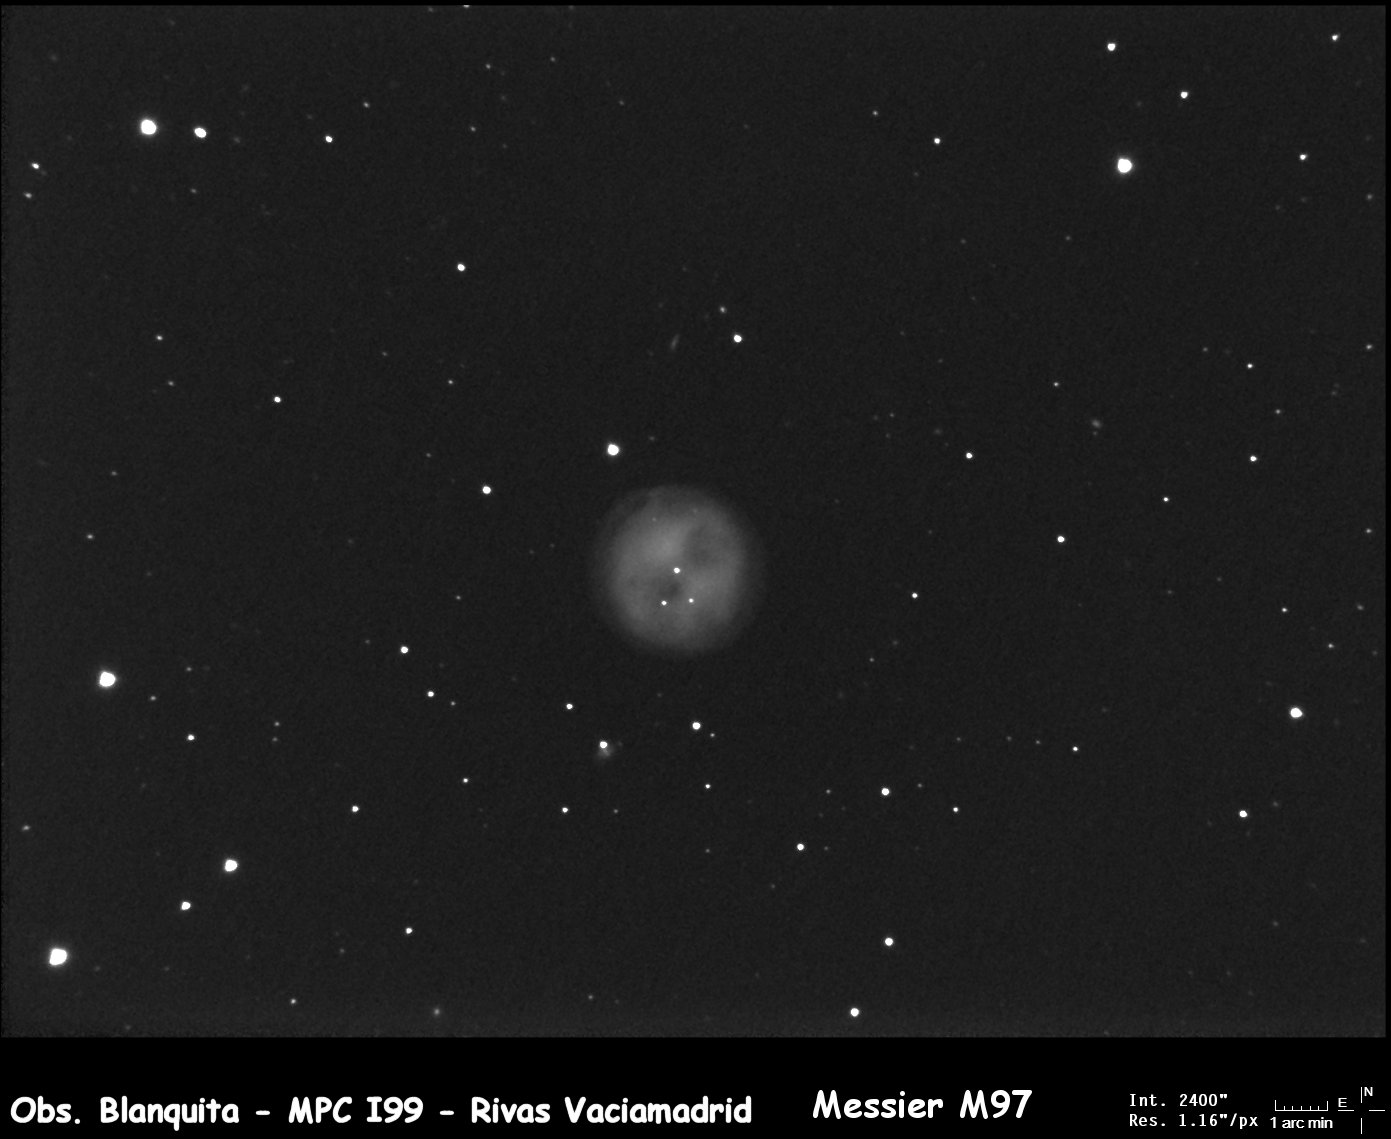 Obs. Blanquita - MPC I99 - Rivas Vaciamadrid
Messier M97
Int. 2400"
Res. 1.16"/px
1 arc min
E
N